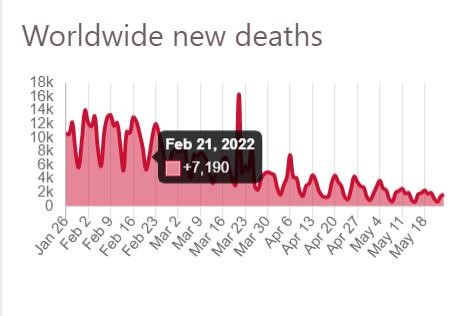 Worldwide new deaths
18k
16k
14k
12k
10k
8k
6k
4k
2k
0
Feb 21, 2022
+7,190
Jan 26
Feb 2
Feb 9
Feb 16
Feb 23
Mar 2
Mar 9
Mar 16
Mar 23
Mar 30
Apr 6
Apr 13
Apr 20
Apr 27
May 4
May 11
May 18